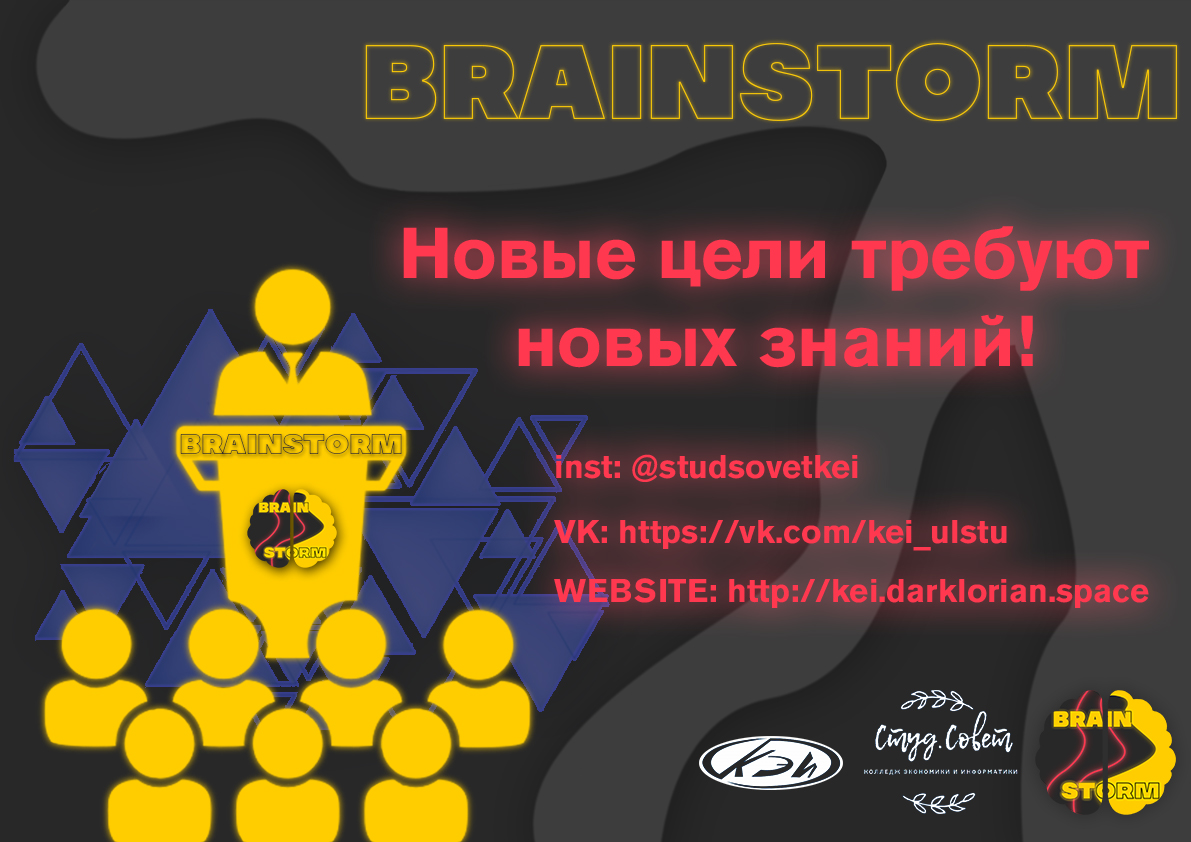 BRAINSTORM
Новые цели требуют
новых знаний!
BRAINSTORM
inst: @studsovetkei
BRAIN
STORM
VK: https://vk.com/kei_ulstu
WEBSITE: http://kei.darklorian.space
BRAIN
Студ.Совет
кэи
КОЛЛЕДЖ ЭКОНОМИКИ И ИНФОРМАТИКИ
STORM